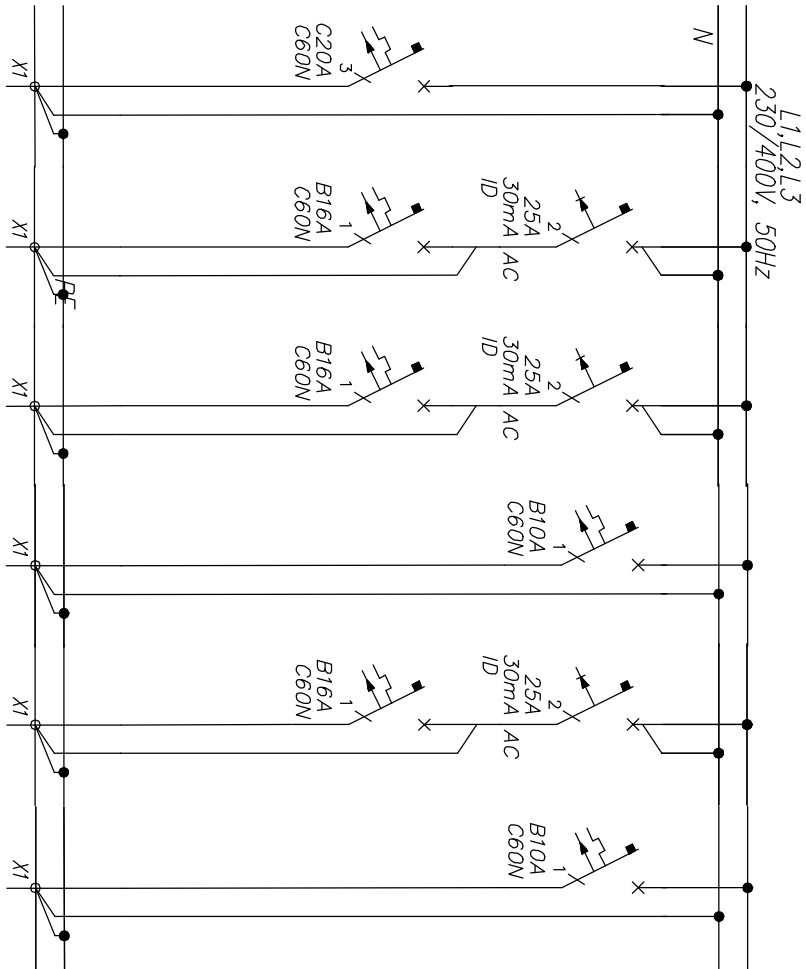 L1,L2,L3
230/400V, 50Hz
N
3
C20A
C60N
X1
2
25A
30mA AC
ID
1
B16A
C60N
X1
PE
2
25A
30mA AC
ID
1
B16A
C60N
X1
1
B10A
C60N
X1
2
25A
30mA AC
ID
1
B16A
C60N
X1
1
B10A
C60N
X1